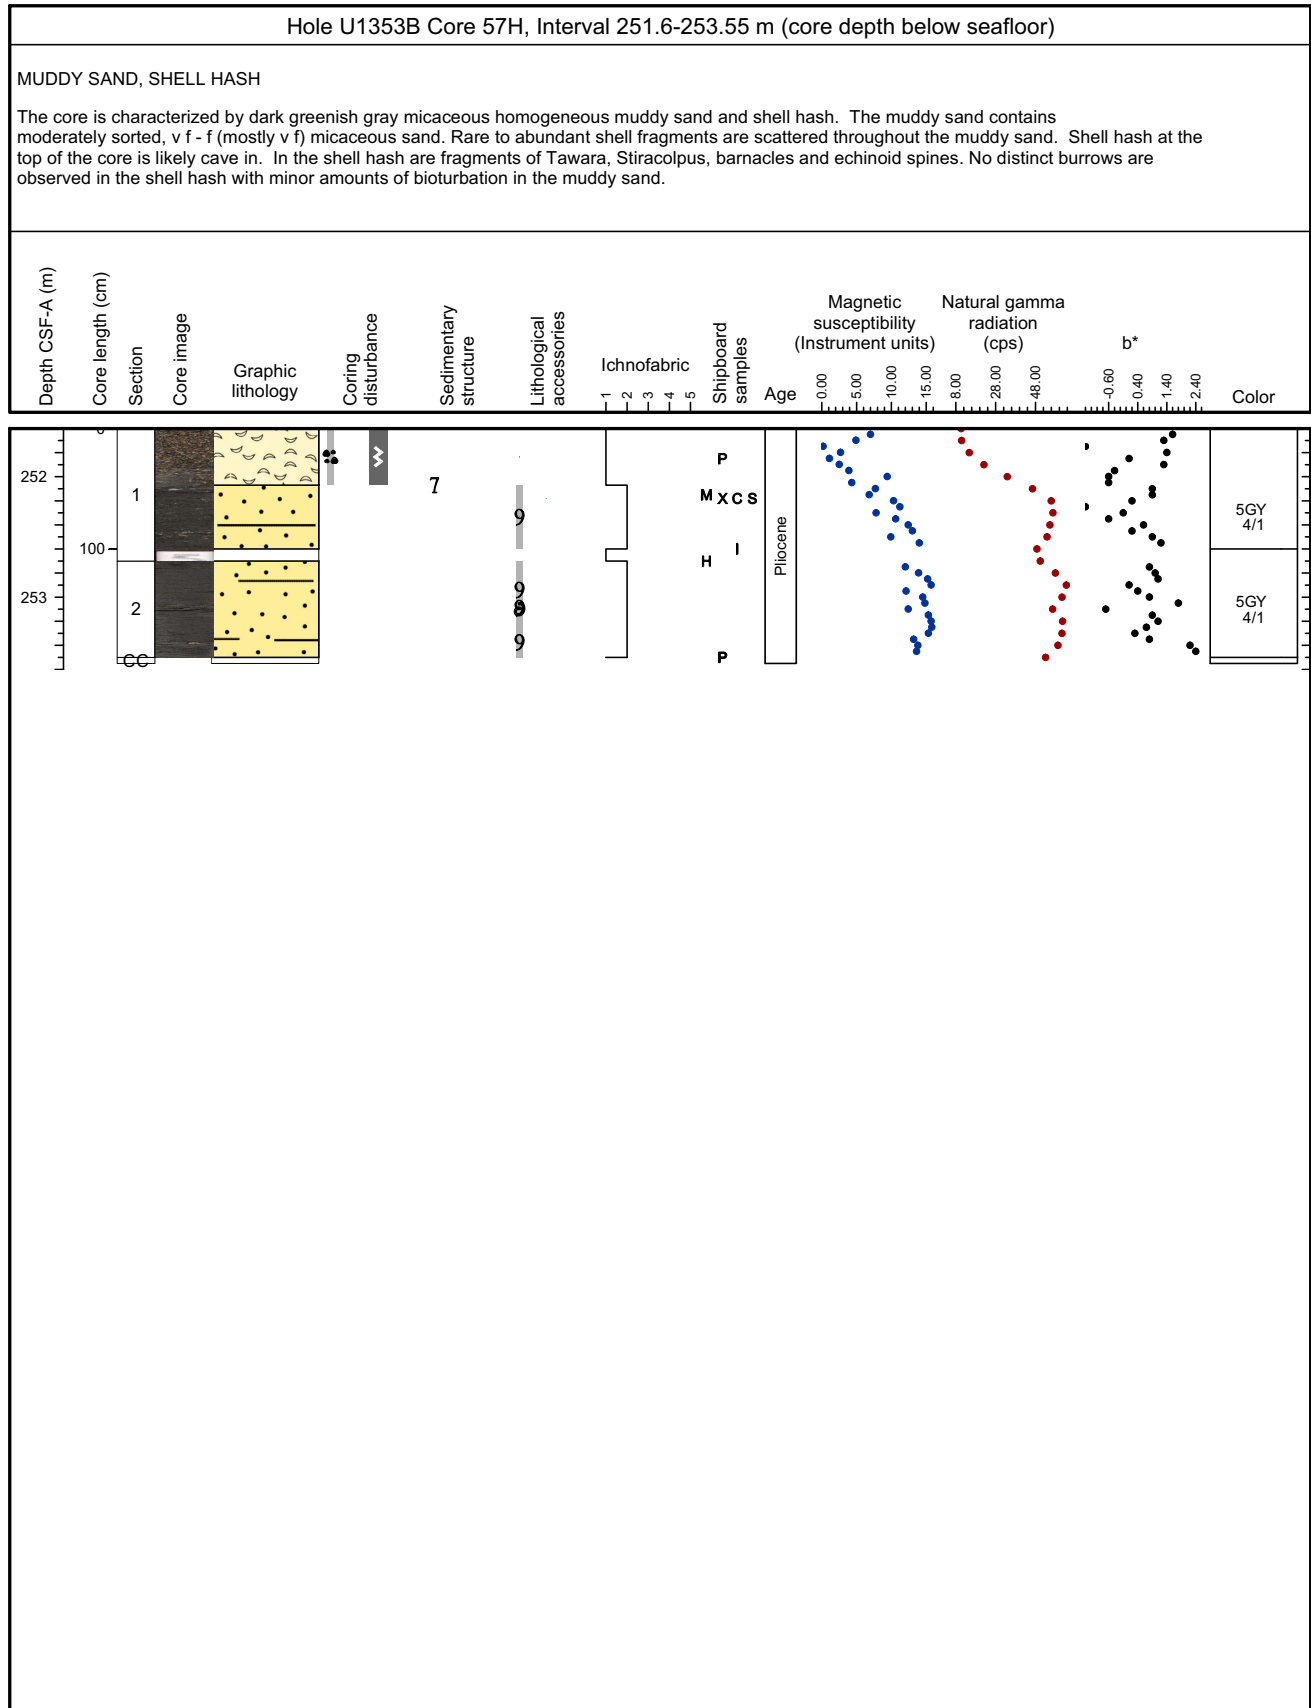 Hole U1353B Core 57H, Interval 251.6-253.55 m (core depth below seafloor)
MUDDY SAND, SHELL HASH
The core is characterized by dark greenish gray micaceous homogeneous muddy sand and shell hash.  The muddy sand contains
moderately sorted, v f - f (mostly v f) micaceous sand. Rare to abundant shell fragments are scattered throughout the muddy sand.  Shell hash at the
top of the core is likely cave in.  In the shell hash are fragments of Tawara, Stiracolpus, barnacles and echinoid spines. No distinct burrows are
observed in the shell hash with minor amounts of bioturbation in the muddy sand.
Depth CSF-A (m)
Core length (cm)
Section
Core image
Graphic
lithology
Coring
disturbance
Sedimentary
structure
Lithological
accessories
Ichnofabric
1 2 3 4 5
Shipboard
samples
Age
Magnetic
susceptibility
(Instrument units)
0.00 5.00 10.00 15.00
Natural gamma
radiation
(cps)
8.00 28.00 48.00
b*
-0.60 0.40 1.40 2.40
Color
252
253
100
1
2
CC
P
M X C S
I
H
P
Pliocene
5GY
4/1
5GY
4/1